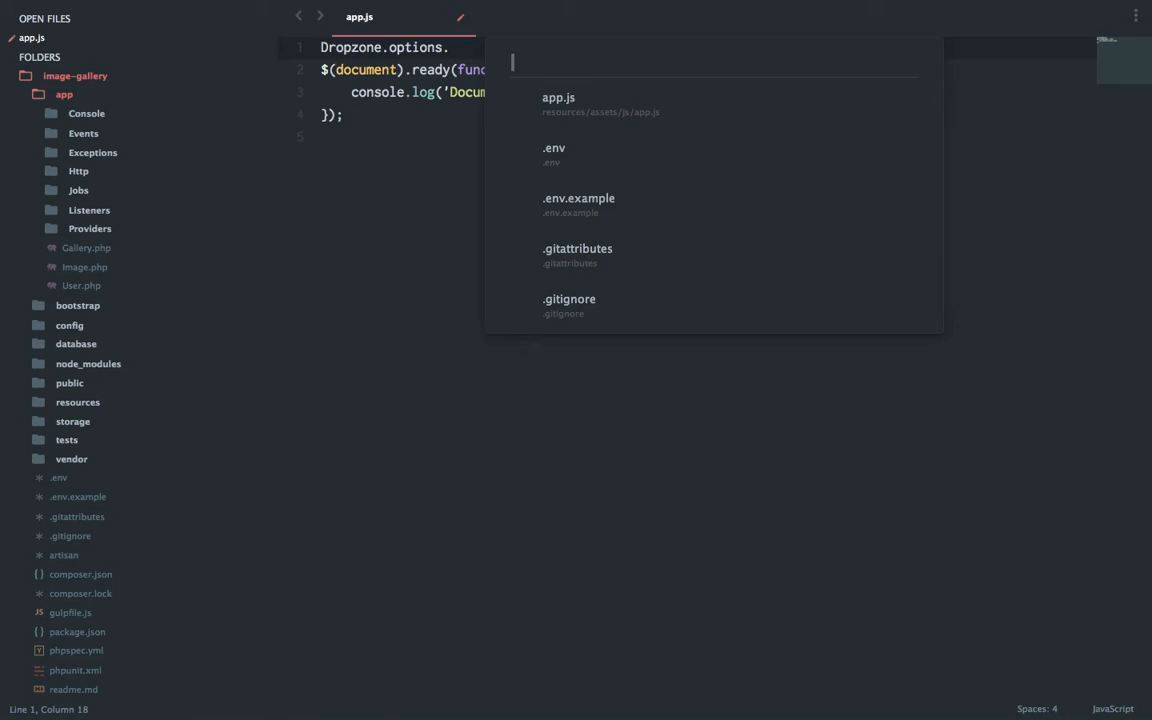 OPEN FILES
app.js
FOLDERS
image-gallery
app
Console
Events
Exceptions
Http
Jobs
Listeners
Providers
Gallery.php
Image.php
User.php
bootstrap
config
database
node_modules
public
resources
storage
tests
vendor
.env
.env.example
.gitattributes
.gitignore
artisan
composer.json
composer.lock
gulpfile.js
package.json
phpspec.yml
phpunit.xml
readme.md
app.js
1 Dropzone.options.
2 $(document).ready(func
3 console.log('Docum
4 });
5
app.js
resources/assets/js/app.js
.env
.env
.env.example
.env.example
.gitattributes
.gitattributes
.gitignore
.gitignore
Line 1, Column 18
Spaces: 4
JavaScript